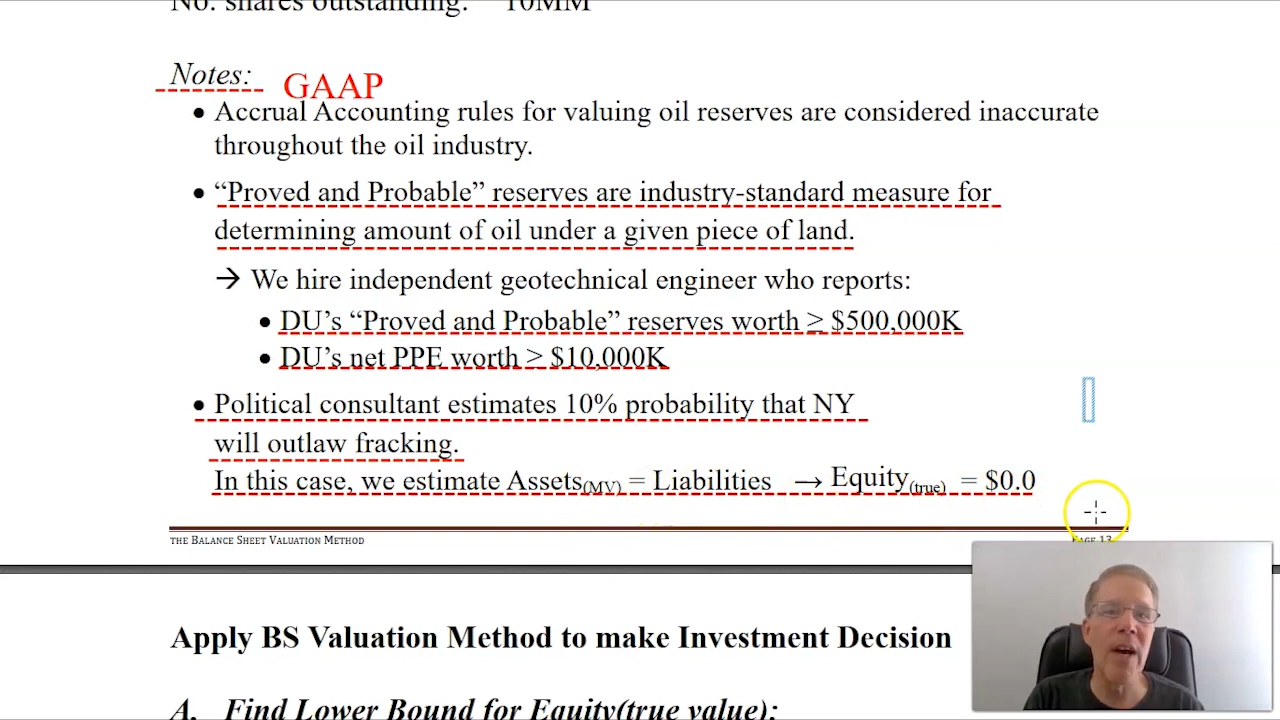 No. shares outstanding: 10MM
Notes: GAAP
• Accrual Accounting rules for valuing oil reserves are considered inaccurate
throughout the oil industry.
• “Proved and Probable” reserves are industry-standard measure for
determining amount of oil under a given piece of land.
→ We hire independent geotechnical engineer who reports:
• DU’s “Proved and Probable” reserves worth ≥ $500,000K
• DU’s net PPE worth ≥ $10,000K
• Political consultant estimates 10% probability that NY
will outlaw fracking.
In this case, we estimate Assets(MV) = Liabilities → Equity(true) = $0.0
THE BALANCE SHEET VALUATION METHOD PAGE 13
Apply BS Valuation Method to make Investment Decision
A. Find Lower Bound for Equity(true value):